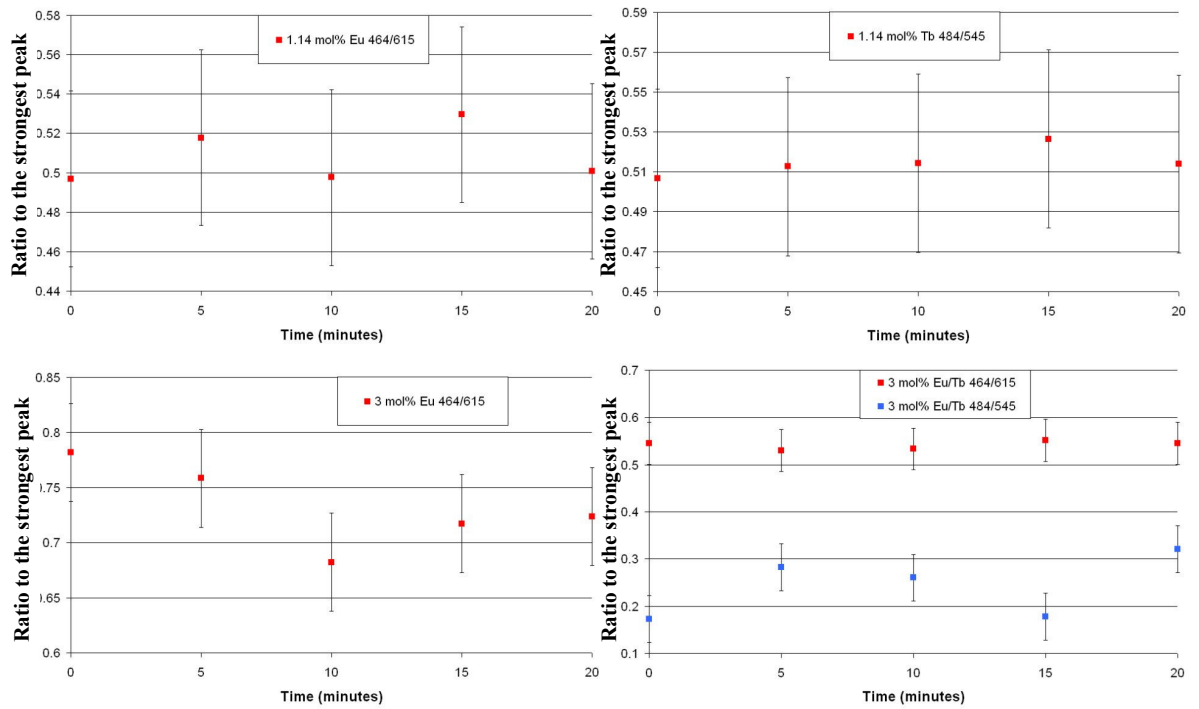 Ratio to the strongest peak
0.58
0.56
0.54
0.52
0.5
0.48
0.46
0.44
1.14 mol% Eu 464/615
0 5 10 15 20
Time (minutes)
Ratio to the strongest peak
0.59
0.57
0.55
0.53
0.51
0.49
0.47
0.45
1.14 mol% Tb 484/545
0 5 10 15 20
Time (minutes)
Ratio to the strongest peak
0.85
0.8
0.75
0.7
0.65
0.6
3 mol% Eu 464/615
0 5 10 15 20
Time (minutes)
Ratio to the strongest peak
0.7
0.6
0.5
0.4
0.3
0.2
0.1
3 mol% Eu/Tb 464/615
3 mol% Eu/Tb 484/545
0 5 10 15 20
Time (minutes)